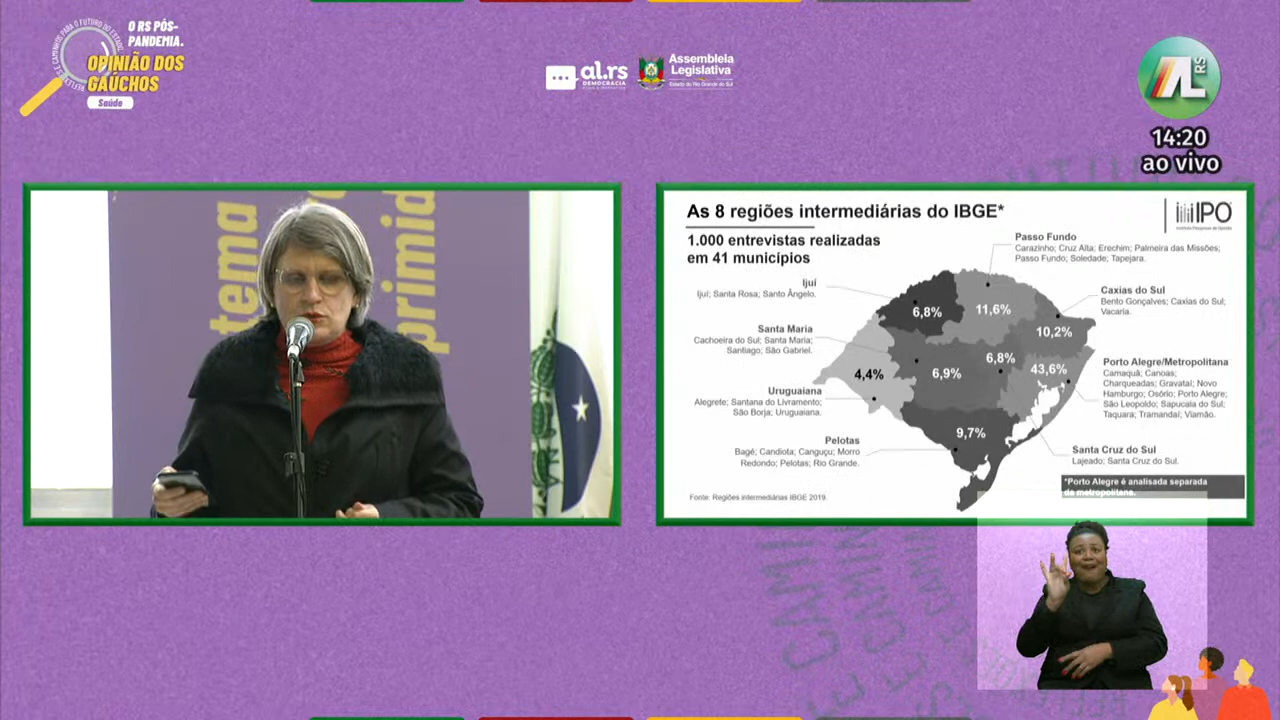 O RS PÓS-
PANDEMIA.
OPINIÃO DOS
GAÚCHOS
Saúde
al.rs
DEMOCRACIA
Assembleia
Legislativa
Estado do Rio Grande do Sul
RS
14:20
ao vivo
tema
primid
As 8 regiões intermediárias do IBGE*
IPO
1.000 entrevistas realizadas
em 41 municípios
Passo Fundo
Carazinho; Cruz Alta; Erechim; Palmeira das Missões;
Passo Fundo; Soledade; Tapejara.
Ijuí
Ijuí; Santa Rosa; Santo Ângelo.
Caxias do Sul
Bento Gonçalves; Caxias do Sul;
Vacaria.
Santa Maria
Cachoeira do Sul; Santa Maria;
Santiago; São Gabriel.
Porto Alegre/Metropolitana
Camaquã; Canoas;
Charqueadas; Gravataí; Novo
Hamburgo; Osório; Porto Alegre;
São Leopoldo; Sapucaia do Sul;
Taquara; Tramandaí; Viamão.
Uruguaiana
Alegrete; Santana do Livramento;
São Borja; Uruguaiana.
Pelotas
Bagé; Candiota; Canguçu; Morro
Redondo; Pelotas; Rio Grande.
Santa Cruz do Sul
Lajeado; Santa Cruz do Sul.
6,8%
11,6%
10,2%
6,8%
43,6%
6,9%
4,4%
9,7%
*Porto Alegre é analisada separada
da metropolitana.
Fonte: Regiões intermediárias IBGE 2019.